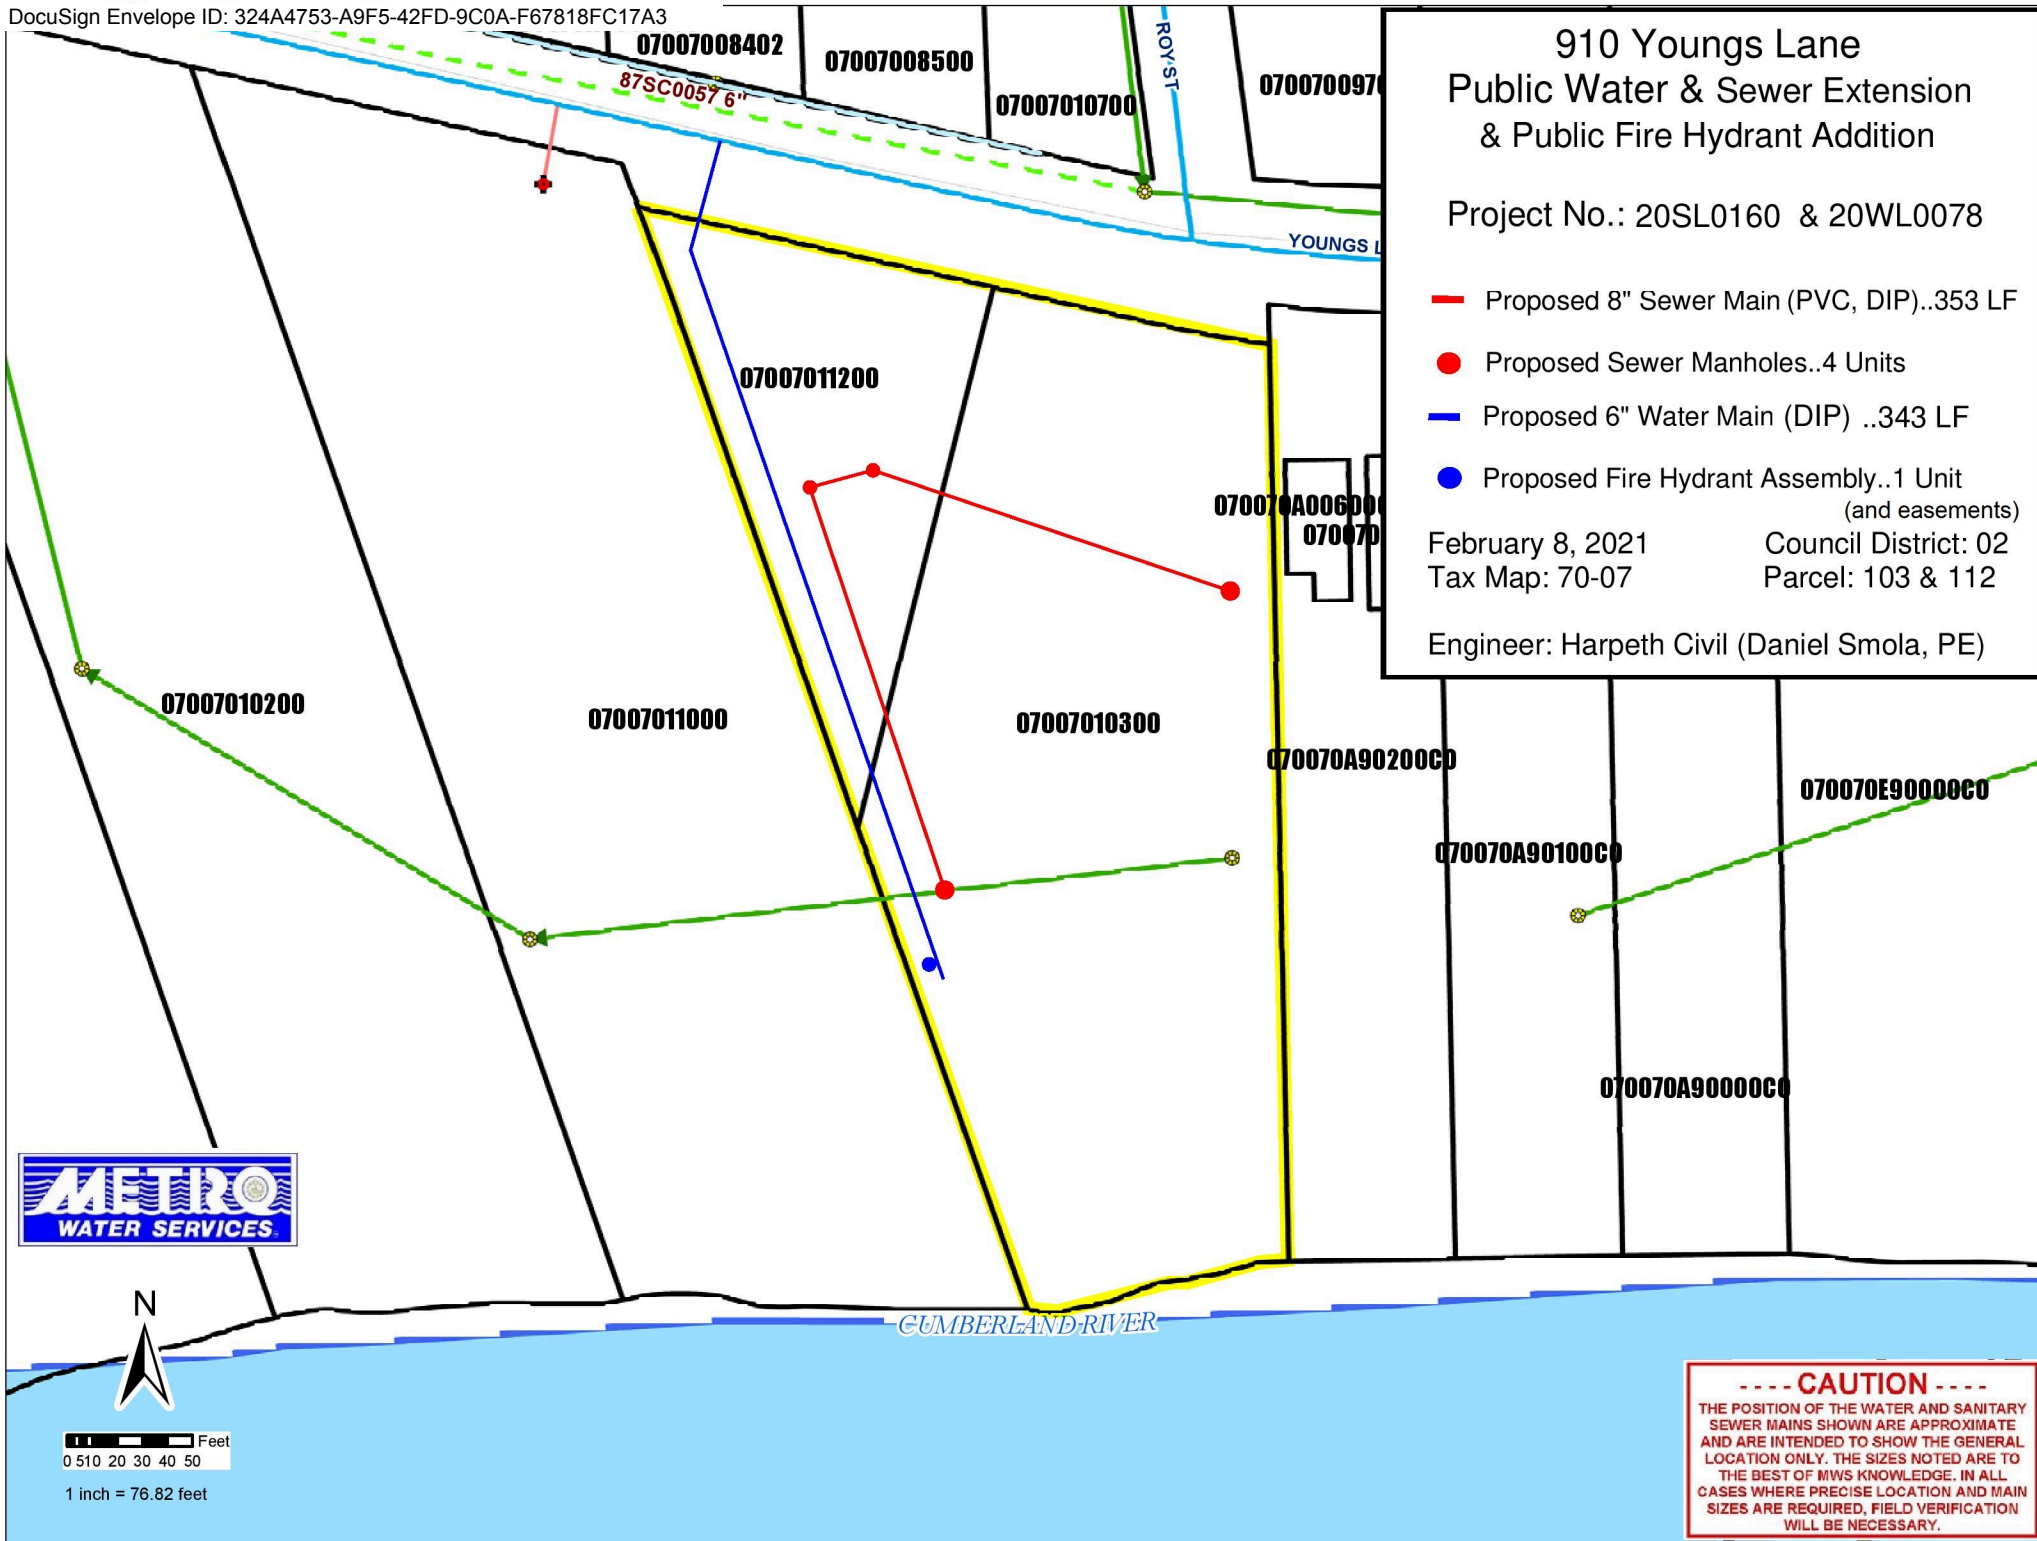 DocuSign Envelope ID: 324A4753-A9F5-42FD-9C0A-F67818FC17A3
910 Youngs Lane
Public Water & Sewer Extension
& Public Fire Hydrant Addition
Project No.: 20SL0160 & 20WL0078
Proposed 8" Sewer Main (PVC, DIP)..353 LF
Proposed Sewer Manholes..4 Units
Proposed 6" Water Main (DIP) ..343 LF
Proposed Fire Hydrant Assembly..1 Unit
(and easements)
February 8, 2021 Council District: 02
Tax Map: 70-07 Parcel: 103 & 112
Engineer: Harpeth Civil (Daniel Smola, PE)
07007008402
07007008500
87SC0057 6"
07007010700
ROY ST
0700700970
YOUNGS L
07007011200
070070A00600
070070
07007010200
07007011000
07007010300
070070A90200CO
070070E90000CO
070070A90100CO
070070A90000CO
METRO
WATER SERVICES
CUMBERLAND RIVER
N
Feet
0 510 20 30 40 50
1 inch = 76.82 feet
- - - - CAUTION - - - -
THE POSITION OF THE WATER AND SANITARY
SEWER MAINS SHOWN ARE APPROXIMATE
AND ARE INTENDED TO SHOW THE GENERAL
LOCATION ONLY. THE SIZES NOTED ARE TO
THE BEST OF MWS KNOWLEDGE. IN ALL
CASES WHERE PRECISE LOCATION AND MAIN
SIZES ARE REQUIRED, FIELD VERIFICATION
WILL BE NECESSARY.